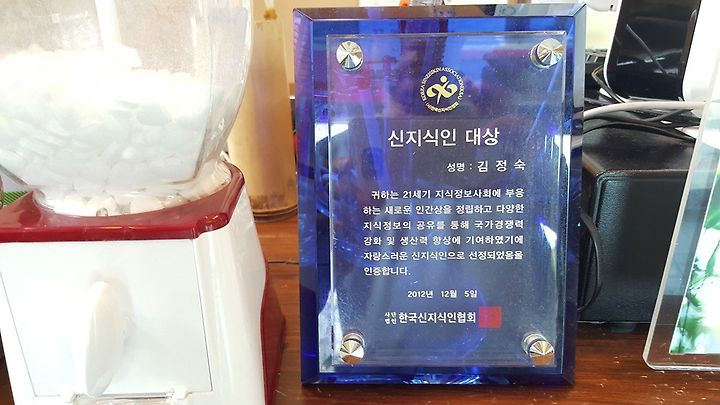 신지식인 대상
성명 : 김 정 숙
귀하는 21세기 지식정보사회에 부응
하는 새로운 인간상을 정립하고 다양한
지식정보의 공유를 통해 국가경쟁력
강화 및 생산력 향상에 기여하였기에
자랑스러운 신지식인으로 선정되었음을
인증합니다.
2012년 12월 5일
사단
법인 한국신지식인협회